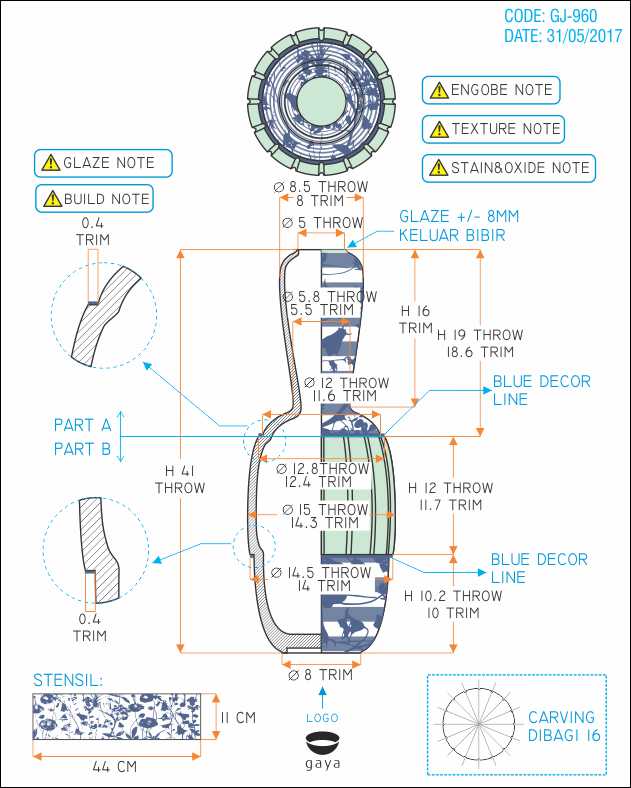 CODE: GJ-960
DATE: 31/05/2017
ENGOBE NOTE
TEXTURE NOTE
STAIN&OXIDE NOTE
GLAZE NOTE
BUILD NOTE
0.4
TRIM
Ø 8.5 THROW
8 TRIM
Ø 5 THROW
GLAZE +/- 8MM
KELUAR BIBIR
Ø 5.8 THROW
5.5 TRIM
H 16
TRIM
H 19 THROW
18.6 TRIM
Ø 12 THROW
11.6 TRIM
BLUE DECOR
LINE
PART A
PART B
H 41
THROW
Ø 12.8THROW
12.4 TRIM
H 12 THROW
11.7 TRIM
Ø 15 THROW
14.3 TRIM
Ø 14.5 THROW
14 TRIM
BLUE DECOR
LINE
H 10.2 THROW
10 TRIM
0.4
TRIM
Ø 8 TRIM
STENSIL:
11 CM
44 CM
LOGO
gaya
CARVING
DIBAGI 16